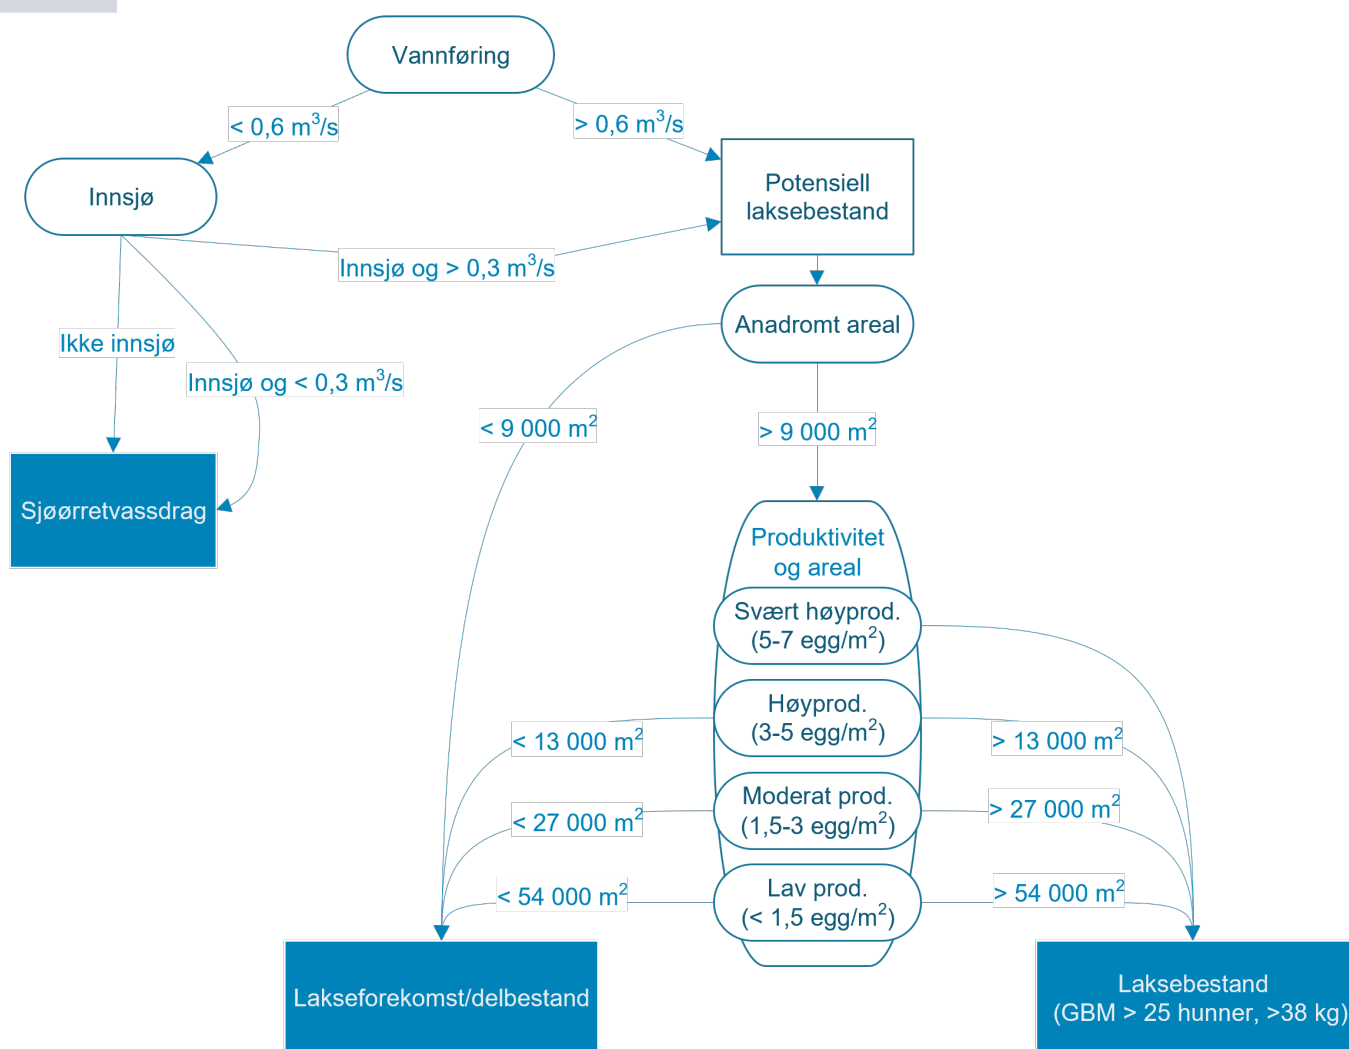 Vannføring
< 0,6 m³/s
> 0,6 m³/s
Innsjø
Potensiell
laksebestand
Innsjø og > 0,3 m³/s
Anadromt areal
Ikke innsjø
Innsjø og < 0,3 m³/s
< 9 000 m²
> 9 000 m²
Sjøørretvassdrag
Produktivitet
og areal
Svært høyprod.
(5-7 egg/m²)
Høyprod.
(3-5 egg/m²)
< 13 000 m²
> 13 000 m²
Moderat prod.
(1,5-3 egg/m²)
< 27 000 m²
> 27 000 m²
Lav prod.
(< 1,5 egg/m²)
< 54 000 m²
> 54 000 m²
Lakseforekomst/delbestand
Laksebestand
(GBM > 25 hunner, >38 kg)